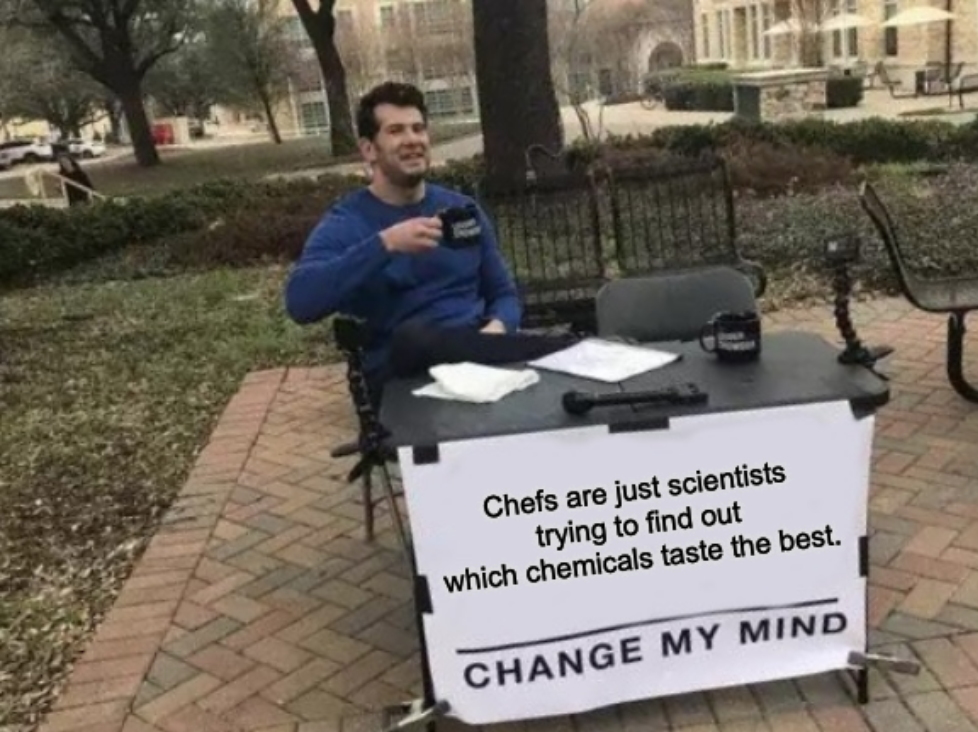 Chefs are just scientists
trying to find out
which chemicals taste the best.
CHANGE MY MIND